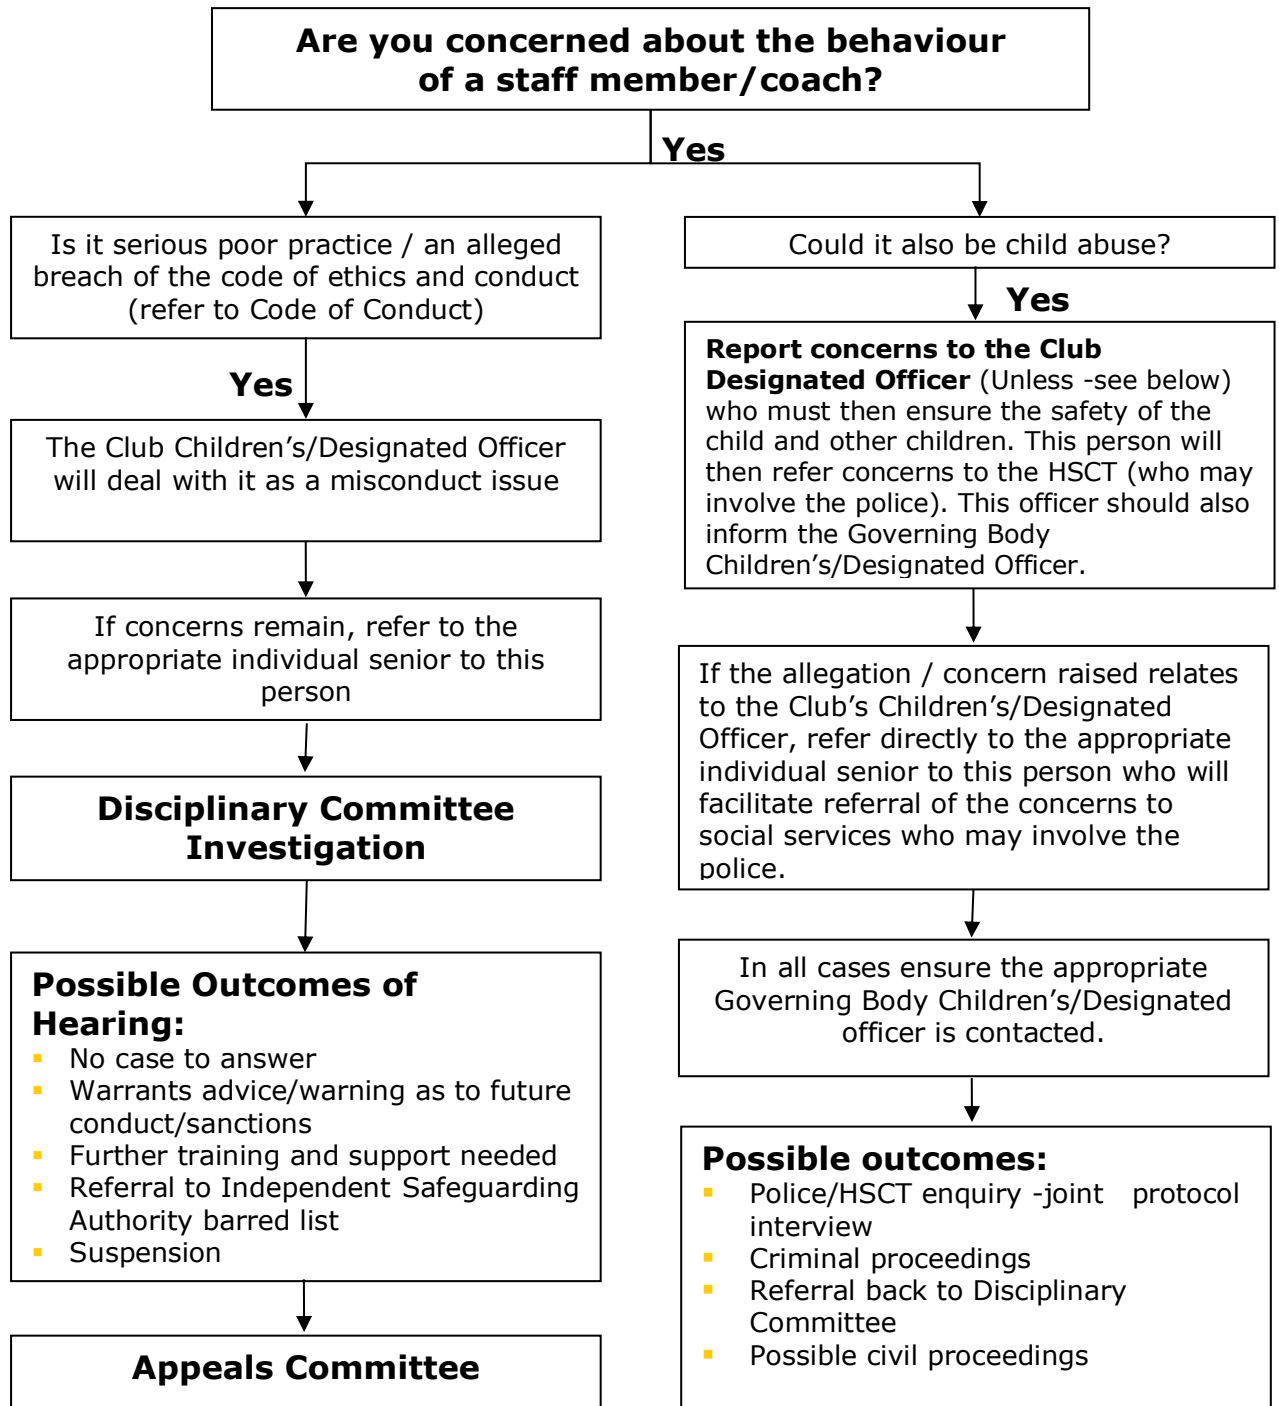 Are you concerned about the behaviour
of a staff member/coach?
Yes
Is it serious poor practice / an alleged
breach of the code of ethics and conduct
(refer to Code of Conduct)
Yes
The Club Children’s/Designated Officer
will deal with it as a misconduct issue
If concerns remain, refer to the
appropriate individual senior to this
person
Disciplinary Committee
Investigation
Possible Outcomes of
Hearing:
▪ No case to answer
▪ Warrants advice/warning as to future
conduct/sanctions
▪ Further training and support needed
▪ Referral to Independent Safeguarding
Authority barred list
▪ Suspension
Appeals Committee
Could it also be child abuse?
Yes
Report concerns to the Club
Designated Officer (Unless -see below)
who must then ensure the safety of the
child and other children. This person will
then refer concerns to the HSCT (who may
involve the police). This officer should also
inform the Governing Body
Children’s/Designated Officer.
If the allegation / concern raised relates
to the Club’s Children’s/Designated
Officer, refer directly to the appropriate
individual senior to this person who will
facilitate referral of the concerns to
social services who may involve the
police.
In all cases ensure the appropriate
Governing Body Children’s/Designated
officer is contacted.
Possible outcomes:
▪ Police/HSCT enquiry -joint protocol
interview
▪ Criminal proceedings
▪ Referral back to Disciplinary
Committee
▪ Possible civil proceedings